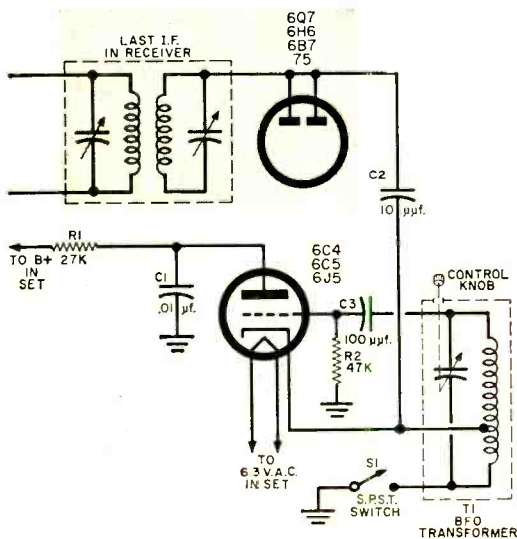 LAST I.F.
IN RECEIVER
6Q7
6H6
6B7
75
C2
10 µµf.
R1
27K
TO B+
IN
SET
C1
.01 µf.
6C4
6C5
6J5
C3
100 µµf.
R2
47K
CONTROL
KNOB
TO
6.3 V.A.C.
IN SET
S1
S.P.S.T.
SWITCH
T1
BFO
TRANSFORMER